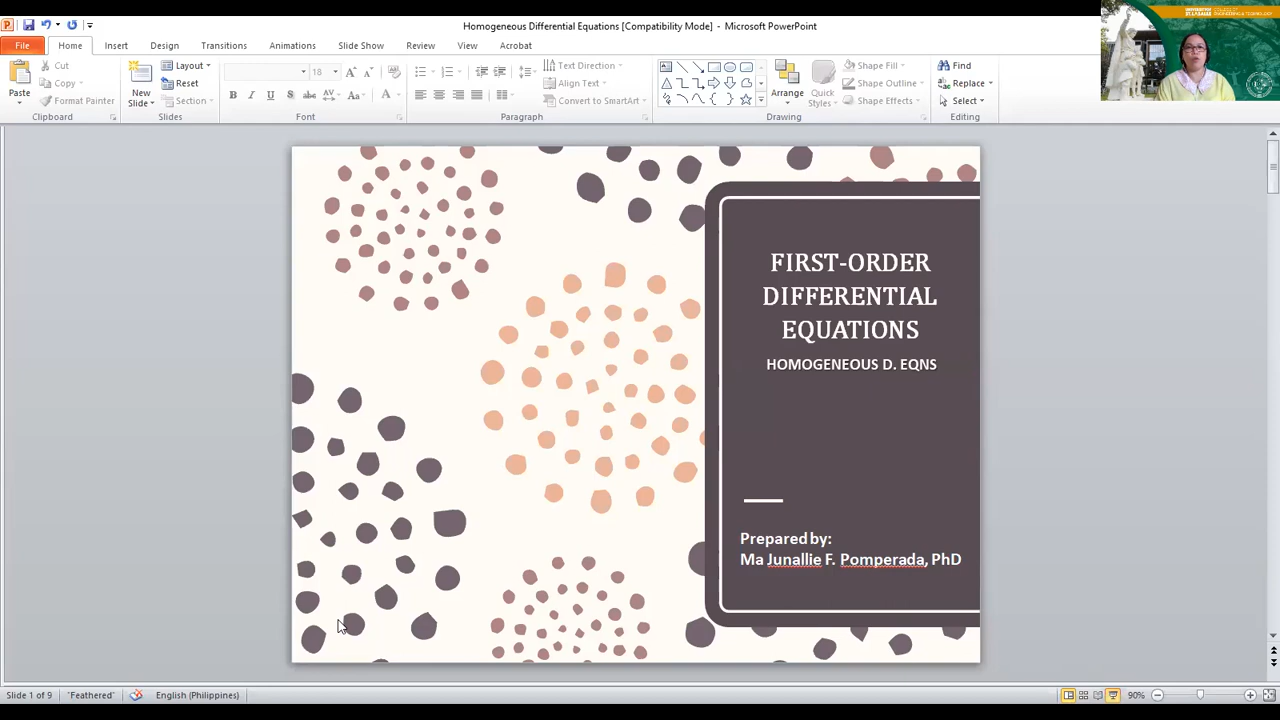 Homogeneous Differential Equations [Compatibility Mode] - Microsoft PowerPoint
File Home Insert Design Transitions Animations Slide Show Review View Acrobat
Paste
Cut
Copy
Format Painter
Clipboard
New
Slide
Layout
Reset
Section
Slides
18
Font
Text Direction
Align Text
Convert to SmartArt
Paragraph
Arrange
Quick
Styles
Shape Fill
Shape Outline
Shape Effects
Drawing
Find
Replace
Select
Editing
FIRST-ORDER
DIFFERENTIAL
EQUATIONS
HOMOGENEOUS D. EQNS
Prepared by:
Ma Junallie F. Pomperada, PhD
Slide 1 of 9 "Feathered" English (Philippines) 90%